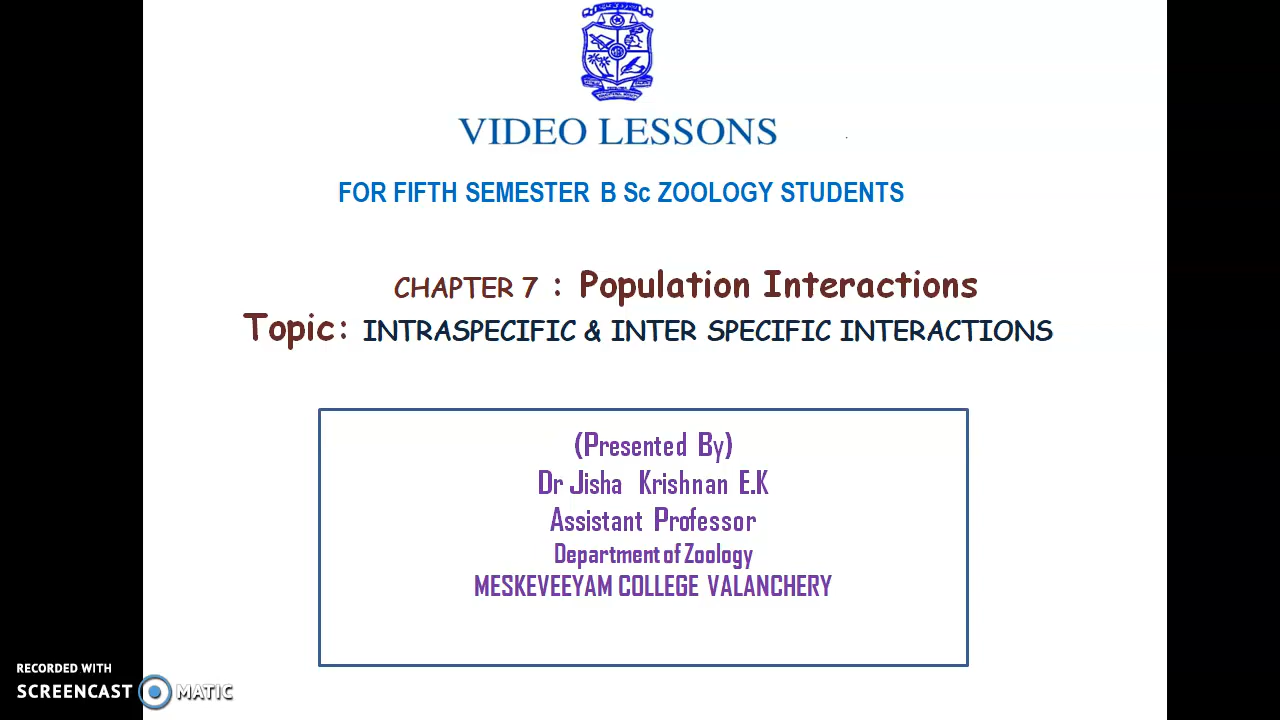 VIDEO LESSONS
FOR FIFTH SEMESTER B Sc ZOOLOGY STUDENTS
CHAPTER 7 : Population Interactions
Topic: INTRASPECIFIC & INTER SPECIFIC INTERACTIONS
(Presented By)
Dr Jisha Krishnan E.K
Assistant Professor
Department of Zoology
MESKEVEEYAM COLLEGE VALANCHERY
RECORDED WITH
SCREENCAST MATIC